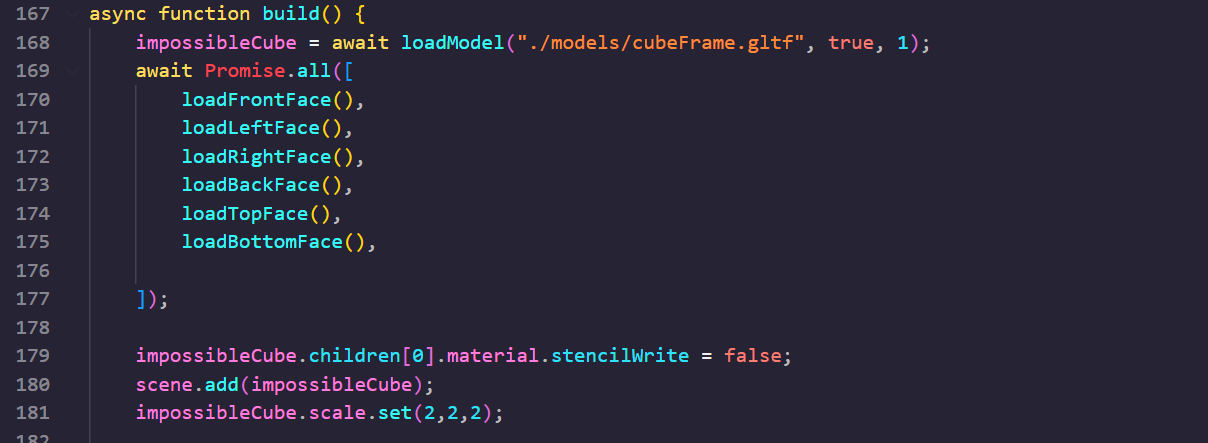 167 async function build() {
168 impossibleCube = await loadModel("./models/cubeFrame.gltf", true, 1);
169 await Promise.all([
170 loadFrontFace(),
171 loadLeftFace(),
172 loadRightFace(),
173 loadBackFace(),
174 loadTopFace(),
175 loadBottomFace(),
176
177 ]);
178
179 impossibleCube.children[0].material.stencilWrite = false;
180 scene.add(impossibleCube);
181 impossibleCube.scale.set(2,2,2);
182